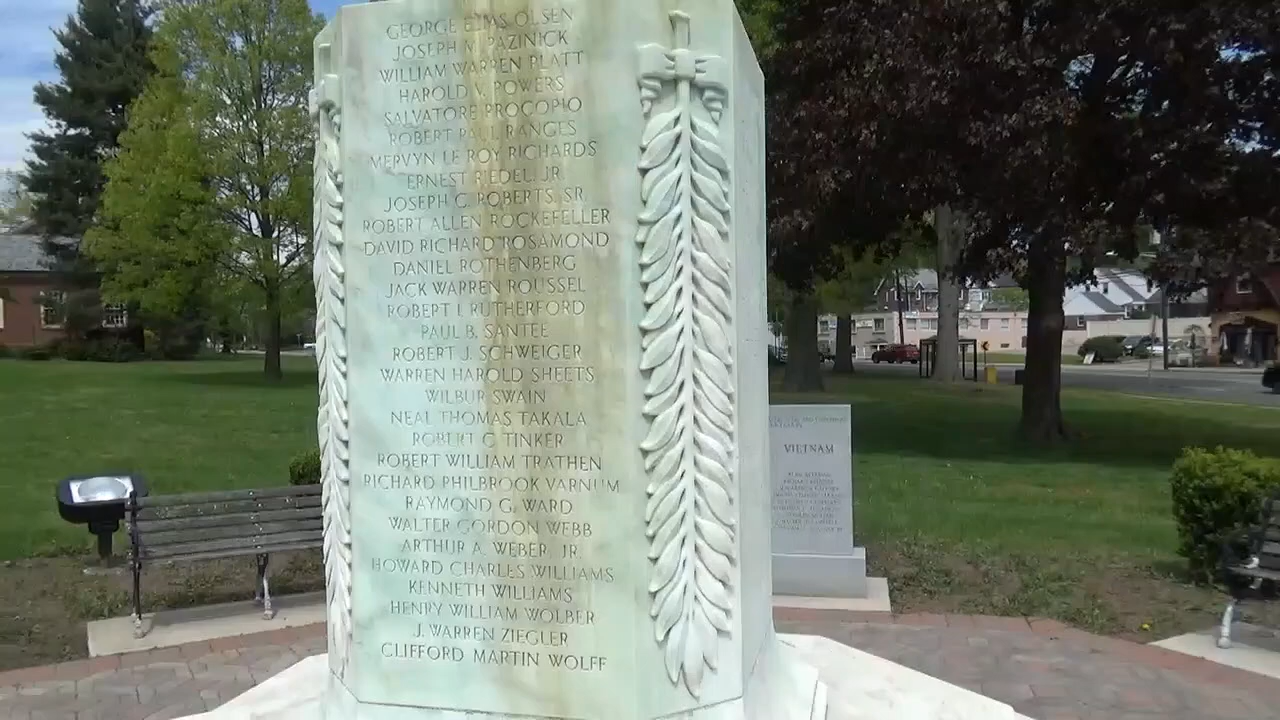 GEORGE ELMS OLSEN
JOSEPH M. PAZINICK
WILLIAM WARREN PLATT
HAROLD V. POWERS
SALVATORE PROCOPIO
ROBERT PAUL RANGES
MERVYN LE ROY RICHARDS
ERNEST RIEDEL, JR.
JOSEPH G. ROBERTS, SR.
ROBERT ALLEN ROCKEFELLER
DAVID RICHARD ROSAMOND
DANIEL ROTHENBERG
JACK WARREN ROUSSEL
ROBERT I. RUTHERFORD
PAUL B. SANTEE
ROBERT J. SCHWEIGER
WARREN HAROLD SHEETS
WILBUR SWAIN
NEAL THOMAS TAKALA
ROBERT C. TINKER
ROBERT WILLIAM TRATHEN
RICHARD PHILBROOK VARNUM
RAYMOND G. WARD
WALTER GORDON WEBB
ARTHUR A. WEBER, JR.
HOWARD CHARLES WILLIAMS
KENNETH WILLIAMS
HENRY WILLIAM WOLBER
J. WARREN ZIEGLER
CLIFFORD MARTIN WOLFF
VIETNAM